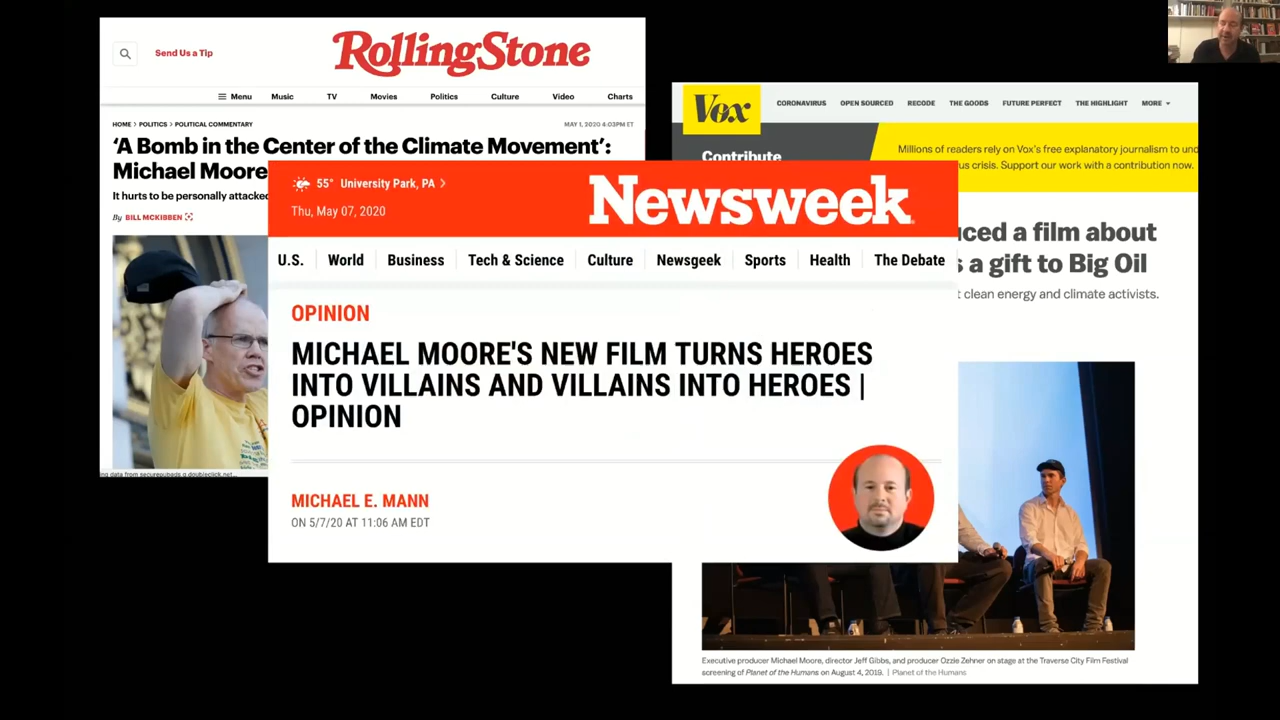 Send Us a Tip
RollingStone
Menu Music TV Movies Politics Culture Video Charts
HOME > POLITICS > POLITICAL COMMENTARY
MAY 1, 2020 4:03PM ET
‘A Bomb in the Center of the Climate Movement’:
Michael Moore
It hurts to be personally attacked
By BILL MCKIBBEN
Vox
CORONAVIRUS OPEN SOURCED RECODE THE GOODS FUTURE PERFECT THE HIGHLIGHT MORE
Contribute
Millions of readers rely on Vox's free explanatory journalism to
crisis. Support our work with a contribution now.
a film about
a gift to Big Oil
clean energy and climate activists.
55° University Park, PA >
Thu, May 07, 2020
Newsweek
U.S. World Business Tech & Science Culture Newsgeek Sports Health The Debate
OPINION
MICHAEL MOORE'S NEW FILM TURNS HEROES
INTO VILLAINS AND VILLAINS INTO HEROES |
OPINION
MICHAEL E. MANN
ON 5/7/20 AT 11:06 AM EDT
Executive producer Michael Moore, director Jeff Gibbs, and producer Ozzie Zehner on stage at the Traverse City Film Festival
screening of Planet of the Humans on August 4, 2019. | Planet of the Humans